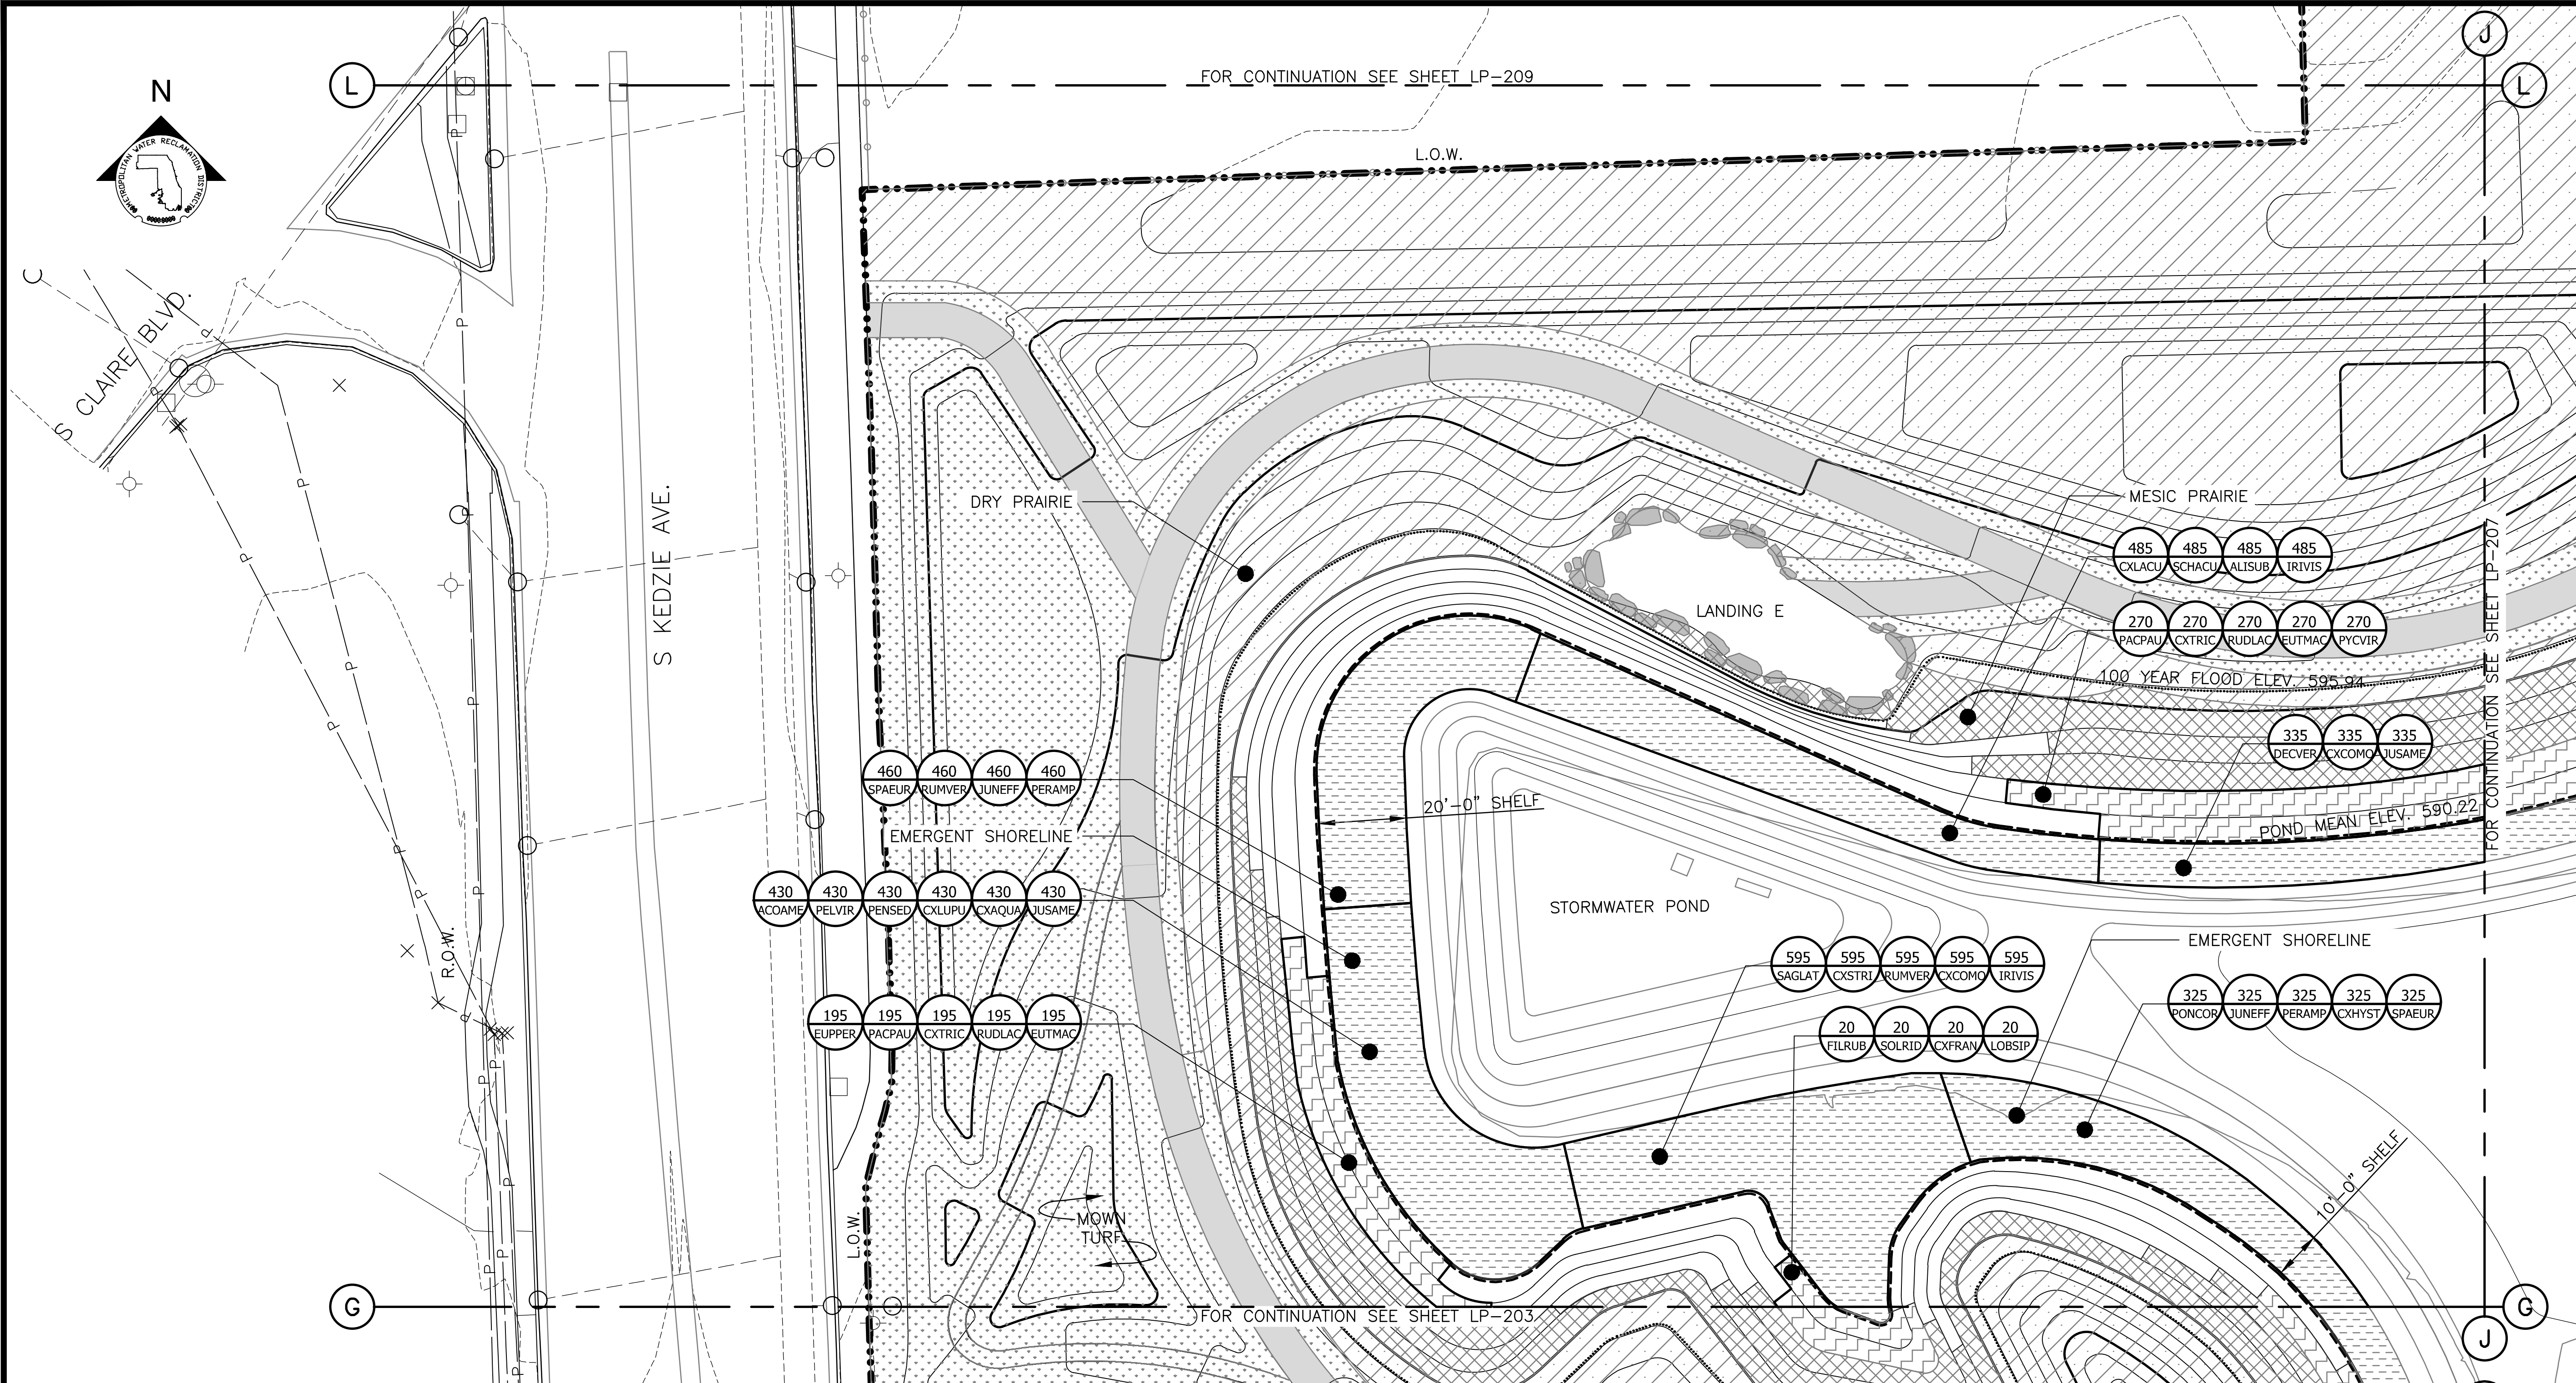 J
L
FOR CONTINUATION SEE SHEET LP-209
L
N
METROPOLITAN WATER RECLAMATION DISTRICT
L.O.W.
S CLAIRE BLVD.
S KEDZIE AVE.
DRY PRAIRIE
MESIC PRAIRIE
485 485 485 485
CXLACU SCHACU ALISUB IRIVIS
LANDING E
270 270 270 270 270
PACPAU CXTRIC RUDLAC EUTMAC PYCVIR
FOR CONTINUATION SEE SHEET LP-207
100 YEAR FLOOD ELEV. 595.94
335 335 335
DECVER CXCOMO JUSAME
460 460 460 460
SPAEUR RUMVER JUNEFF PERAMP
20'-0" SHELF
POND MEAN ELEV. 590.22
EMERGENT SHORELINE
430 430 430 430 430 430
ACOAME PELVIR PENSED CXLUPU CXAQUA JUSAME
STORMWATER POND
R.O.W.
EMERGENT SHORELINE
595 595 595 595 595
SAGLAT CXSTRI RUMVER CXCOMO IRIVIS
325 325 325 325 325
PONCOR JUNEFF PERAMP CXHYST SPAEUR
195 195 195 195 195
EUPPER PACPAU CXTRIC RUDLAC EUTMAC
20 20 20 20
FILRUB SOLRID CXFRAN LOBSIP
10'-0" SHELF
L.O.W.
MOWN
TURF
G
FOR CONTINUATION SEE SHEET LP-203
G
J